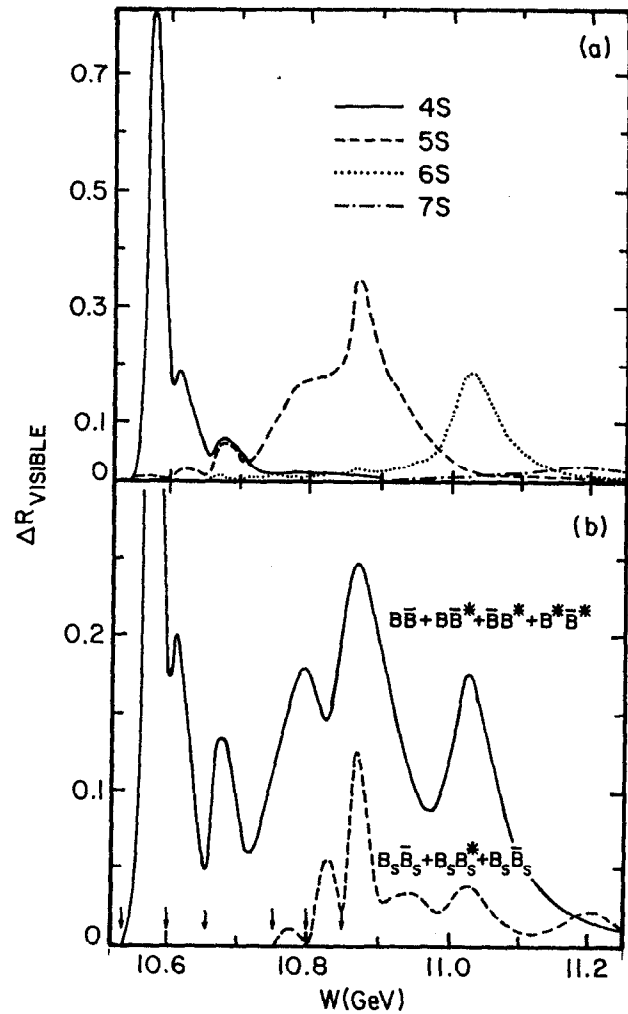 (a)
0.7
0.5
0.3
0.1
0
4S
5S
6S
7S
ΔR VISIBLE
(b)
0.2
0.1
0
BB̄+BB̄*+B̄B*+B*B̄*
BsB̄s+BsBs*+BsB̄s
10.6 10.8 11.0 11.2
W(GeV)